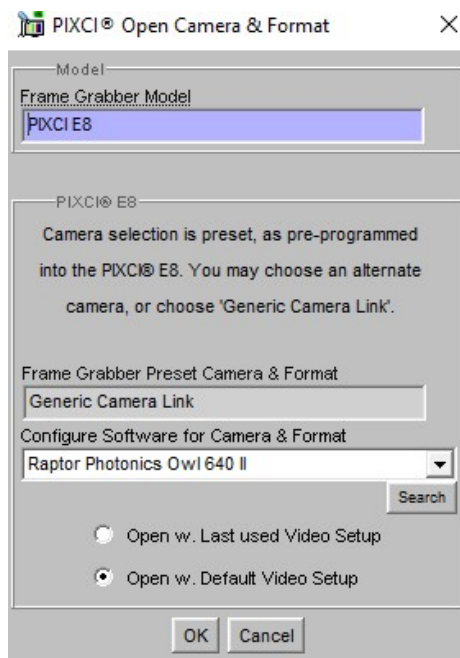 PIXCI® Open Camera & Format
Model
Frame Grabber Model
PIXCI E8
PIXCI® E8
Camera selection is preset, as pre-programmed
into the PIXCI® E8. You may choose an alternate
camera, or choose 'Generic Camera Link'.
Frame Grabber Preset Camera & Format
Generic Camera Link
Configure Software for Camera & Format
Raptor Photonics Owl 640 II
Search
Open w. Last used Video Setup
Open w. Default Video Setup
OK Cancel